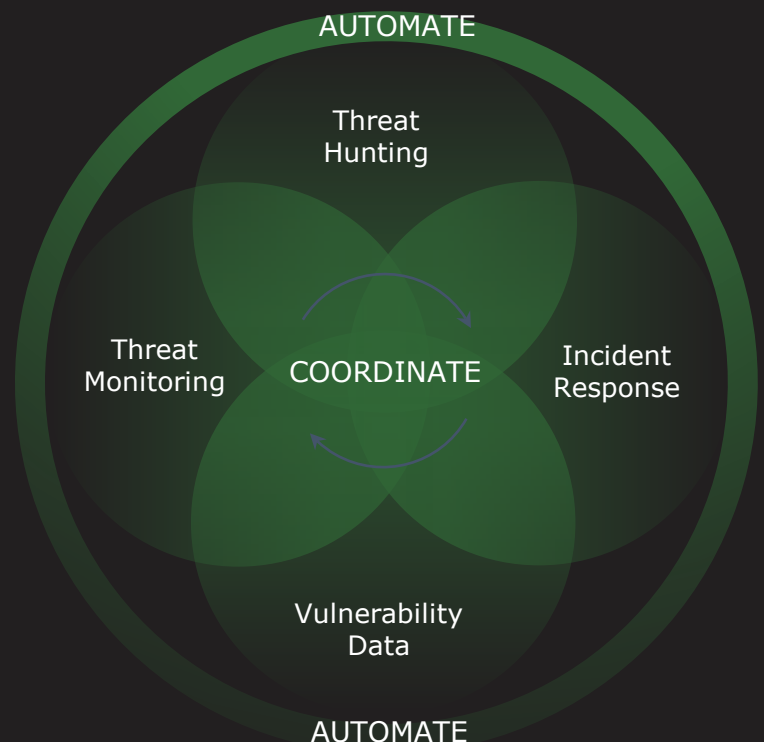 AUTOMATE
Threat
Hunting
Threat
Monitoring
COORDINATE
Incident
Response
Vulnerability
Data
AUTOMATE